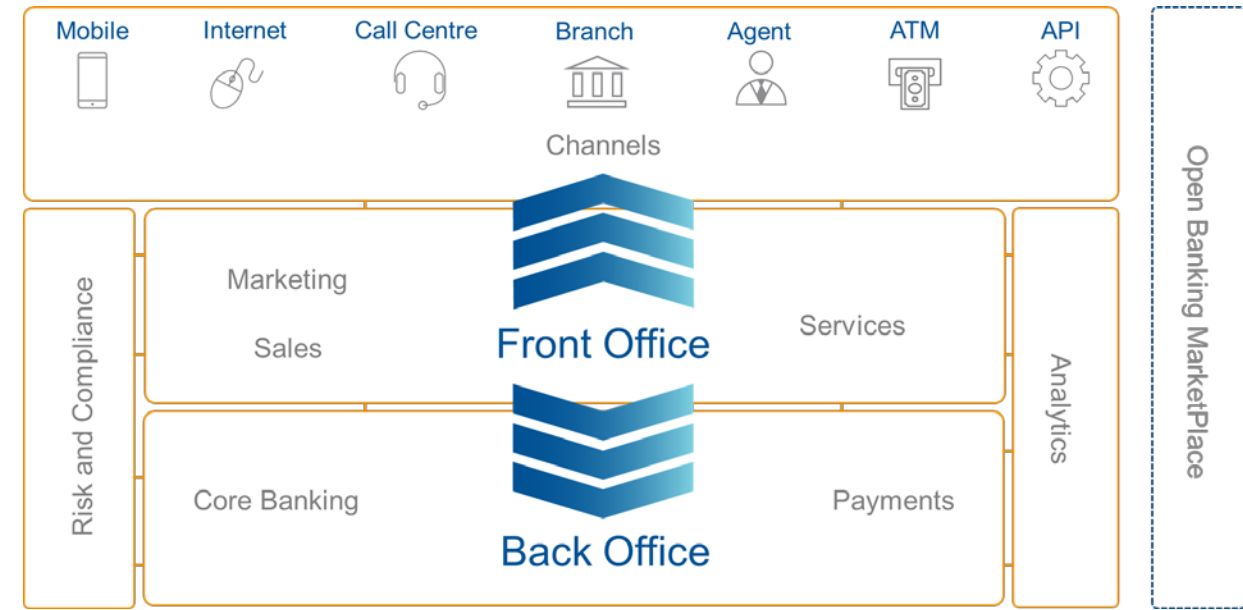 Mobile
Internet
Call Centre
Branch
Agent
ATM
API
Channels
Risk and Compliance
Marketing
Sales
Front Office
Services
Core Banking
Back Office
Payments
Analytics
Open Banking MarketPlace